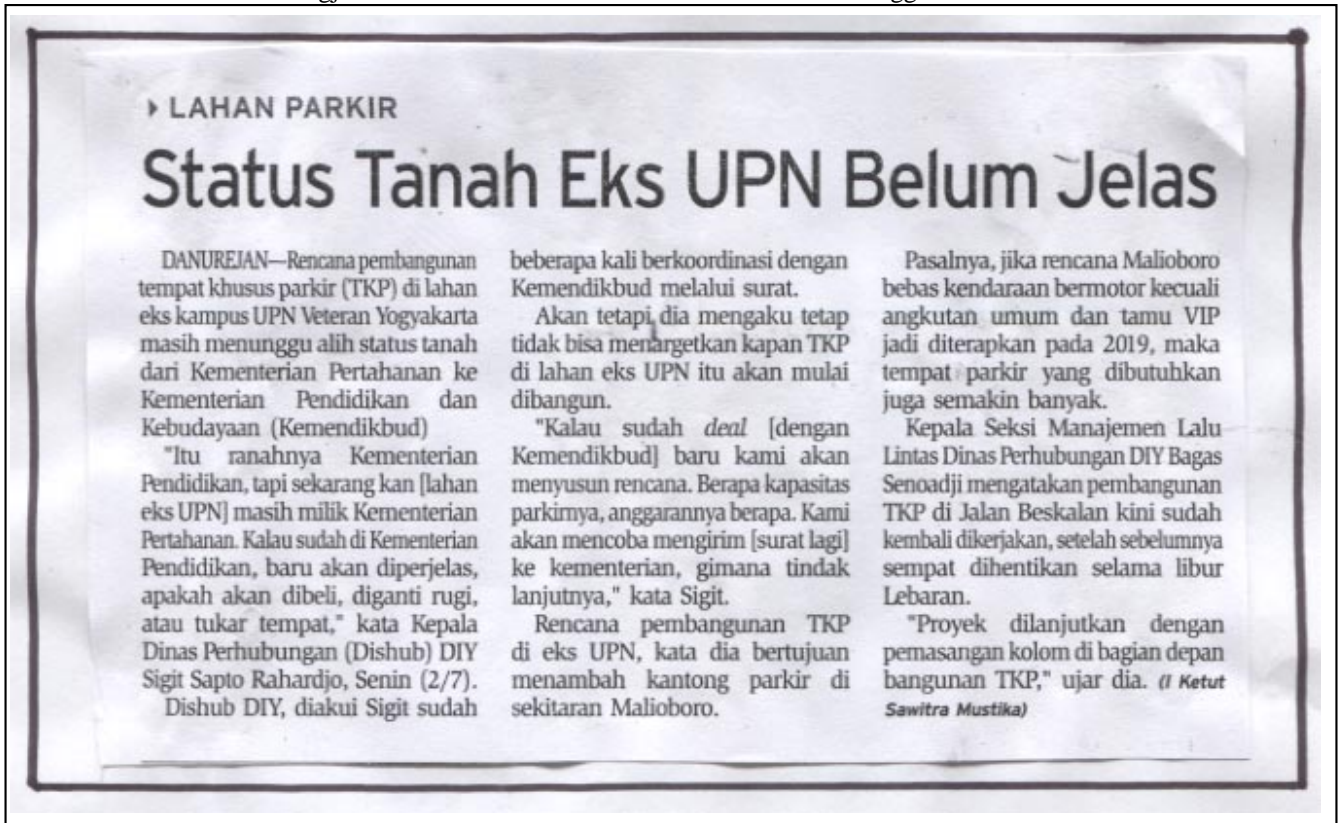 LAHAN PARKIR
Status Tanah Eks UPN Belum Jelas
DANUREJAN—Rencana pembangunan
tempat khusus parkir (TKP) di lahan
eks kampus UPN Veteran Yogyakarta
masih menunggu alih status tanah
dari Kementerian Pertahanan ke
Kementerian Pendidikan dan
Kebudayaan (Kemendikbud)
"Itu ranahnya Kementerian
Pendidikan, tapi sekarang kan [lahan
eks UPN] masih milik Kementerian
Pertahanan. Kalau sudah di Kementerian
Pendidikan, baru akan diperjelas,
apakah akan dibeli, diganti rugi,
atau tukar tempat," kata Kepala
Dinas Perhubungan (Dishub) DIY
Sigit Sapto Rahardjo, Senin (2/7).
Dishub DIY, diakui Sigit sudah
beberapa kali berkoordinasi dengan
Kemendikbud melalui surat.
Akan tetapi dia mengaku tetap
tidak bisa menargetkan kapan TKP
di lahan eks UPN itu akan mulai
dibangun.
"Kalau sudah deal [dengan
Kemendikbud] baru kami akan
menyusun rencana. Berapa kapasitas
parkirnya, anggarannya berapa. Kami
akan mencoba mengirim [surat lagi]
ke kementerian, gimana tindak
lanjutnya," kata Sigit.
Rencana pembangunan TKP
di eks UPN, kata dia bertujuan
menambah kantong parkir di
sekitaran Malioboro.
Pasalnya, jika rencana Malioboro
bebas kendaraan bermotor kecuali
angkutan umum dan tamu VIP
jadi diterapkan pada 2019, maka
tempat parkir yang dibutuhkan
juga semakin banyak.
Kepala Seksi Manajemen Lalu
Lintas Dinas Perhubungan DIY Bagas
Senoadji mengatakan pembangunan
TKP di Jalan Beskalan kini sudah
kembali dikerjakan, setelah sebelumnya
sempat dihentikan selama libur
Lebaran.
"Proyek dilanjutkan dengan
pemasangan kolom di bagian depan
bangunan TKP," ujar dia. (I Ketut
Sawitra Mustika)